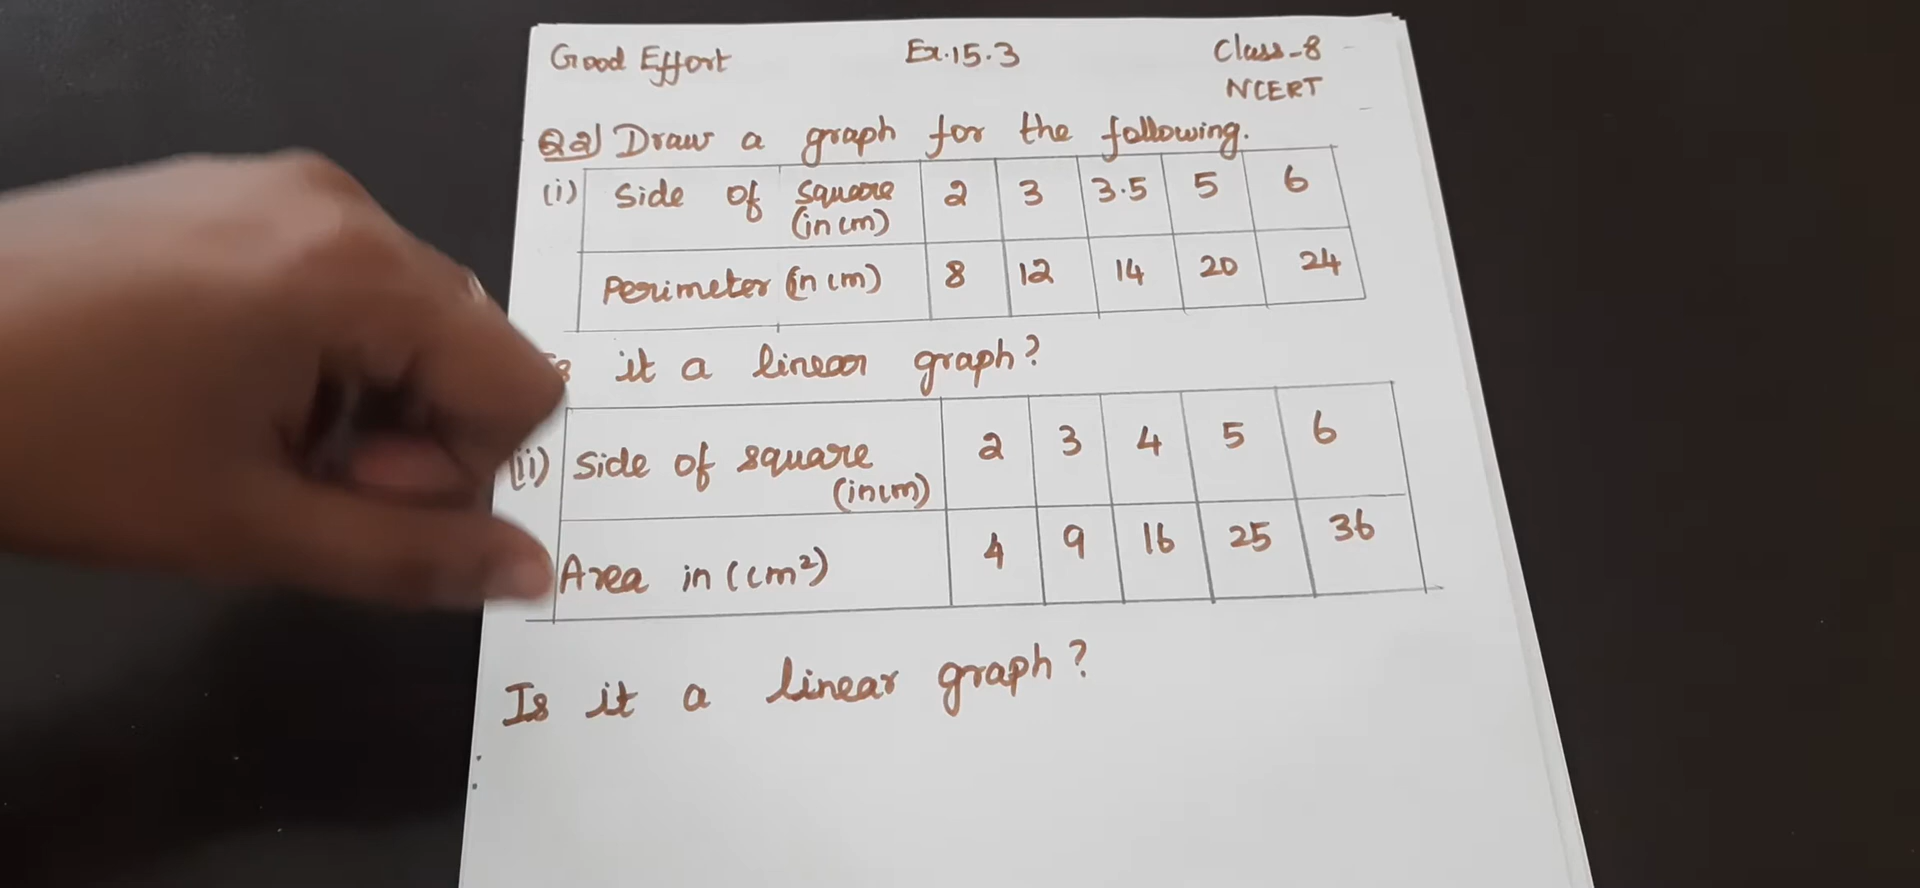 Good Effort Ex.15.3 Class-8
NCERT
Q2) Draw a graph for the following.
(i) Side of square (in cm) 2 3 3.5 5 6
Perimeter (in cm) 8 12 14 20 24
it a linear graph?
(ii) Side of square (in cm) 2 3 4 5 6
Area in (cm²) 4 9 16 25 36
Is it a linear graph?